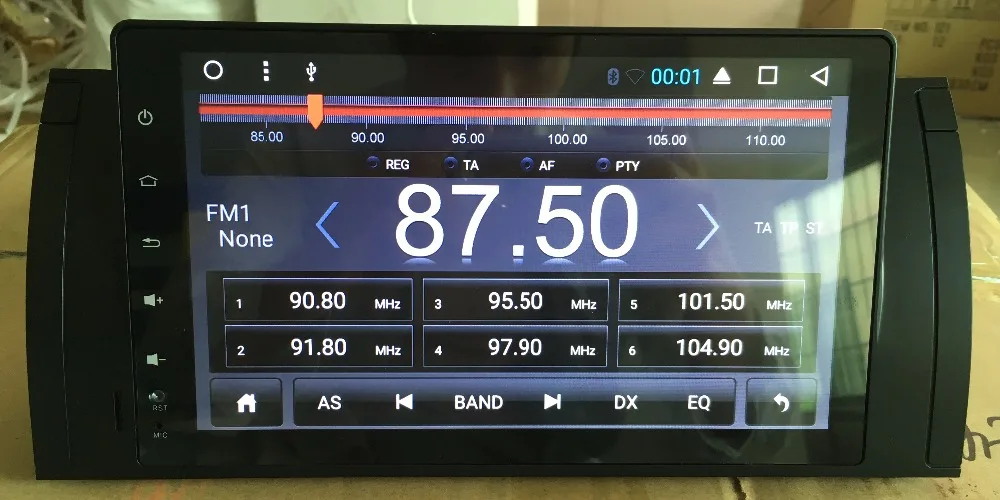 00:01
85.00 90.00 95.00 100.00 105.00 110.00
REG TA AF PTY
FM1
None
87.50
TA TP ST
1 90.80 MHz 3 95.50 MHz 5 101.50 MHz
2 91.80 MHz 4 97.90 MHz 6 104.90 MHz
AS BAND DX EQ
+
-
RST
MIC